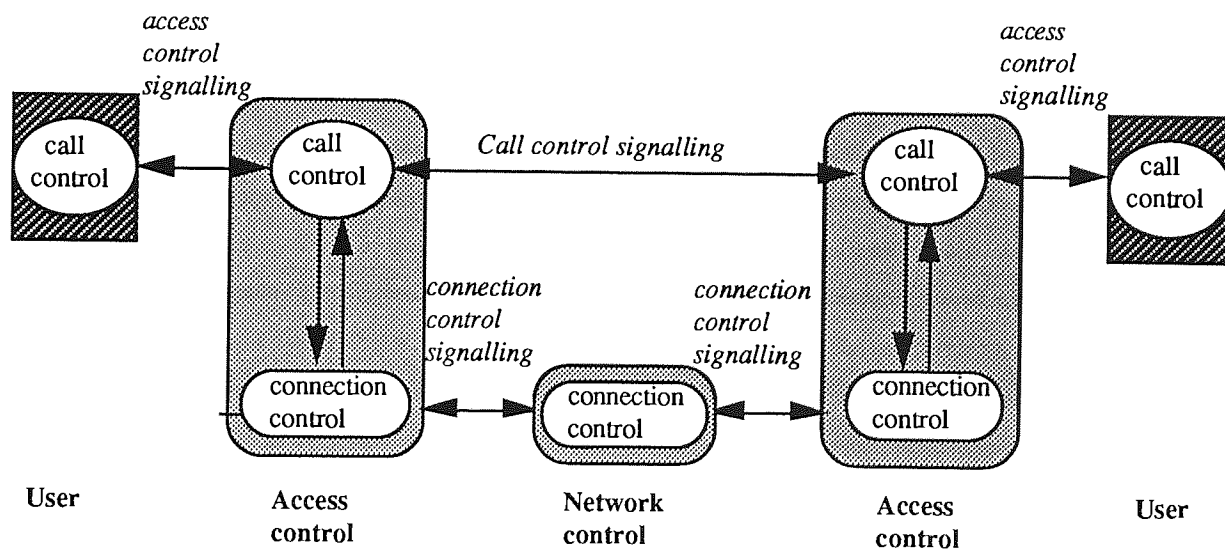 access
control
signalling
access
control
signalling
call
control
call
control
Call control signalling
call
control
call
control
connection
control
signalling
connection
control
signalling
connection
control
connection
control
connection
control
User
Access
control
Network
control
Access
control
User